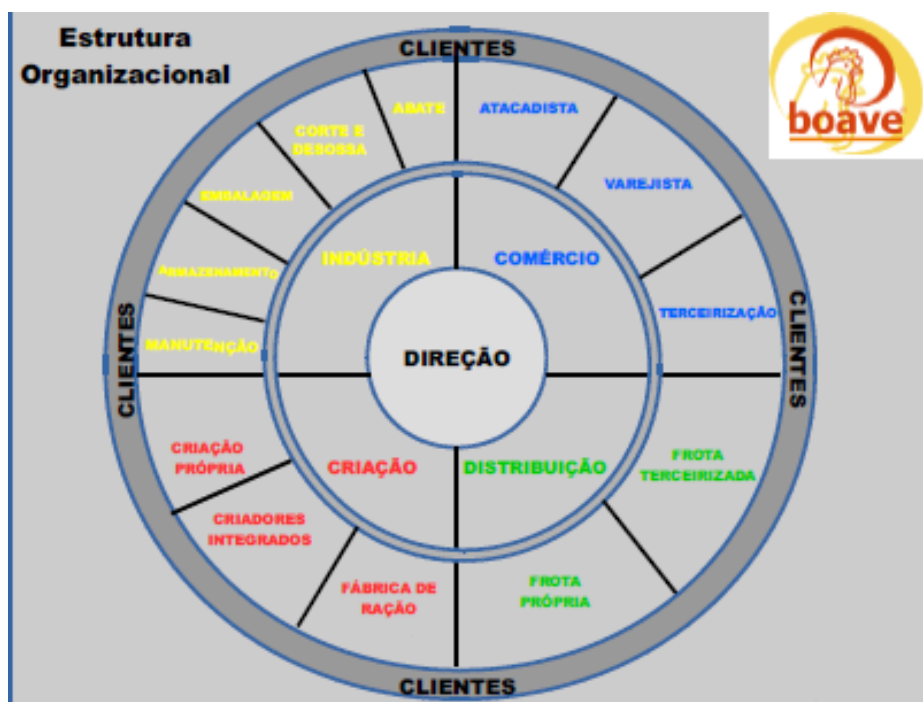 Estrutura
Organizacional
boave
CLIENTES
ABATE
ATACADISTA
CORTE E
DESOSSA
VAREJISTA
EMBALAGEM
INDÚSTRIA
COMÉRCIO
ARMAZENAMENTO
TERCEIRIZAÇÃO
MANUTENÇÃO
CLIENTES
CLIENTES
DIREÇÃO
CRIAÇÃO
PRÓPRIA
CRIAÇÃO
DISTRIBUIÇÃO
FROTA
TERCEIRIZADA
CRIADORES
INTEGRADOS
FÁBRICA DE
RAÇÃO
FROTA
PRÓPRIA
CLIENTES